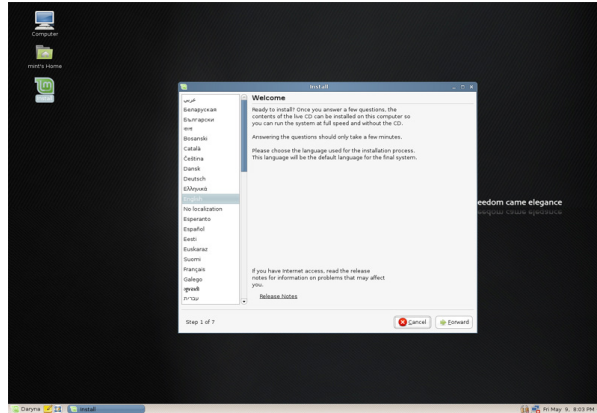 Computer
mint's Home
Install
Install
عربي
Беларуская
Български
বাংলা
Bosanski
Català
Čeština
Dansk
Deutsch
Ελληνικά
English
No localization
Esperanto
Español
Eesti
Euskaraz
Suomi
Français
Galego
ગુજરાતી
עברית
Welcome
Ready to install? Once you answer a few questions, the
contents of the live CD can be installed on this computer so
you can run the system at full speed and without the CD.
Answering the questions should only take a few minutes.
Please choose the language used for the installation process.
This language will be the default language for the final system.
If you have Internet access, read the release
notes for information on problems that may affect
you.
Release Notes
Step 1 of 7
Cancel
Forward
eedom came elegance
Daryna
Install
Fri May 9, 8:03 PM